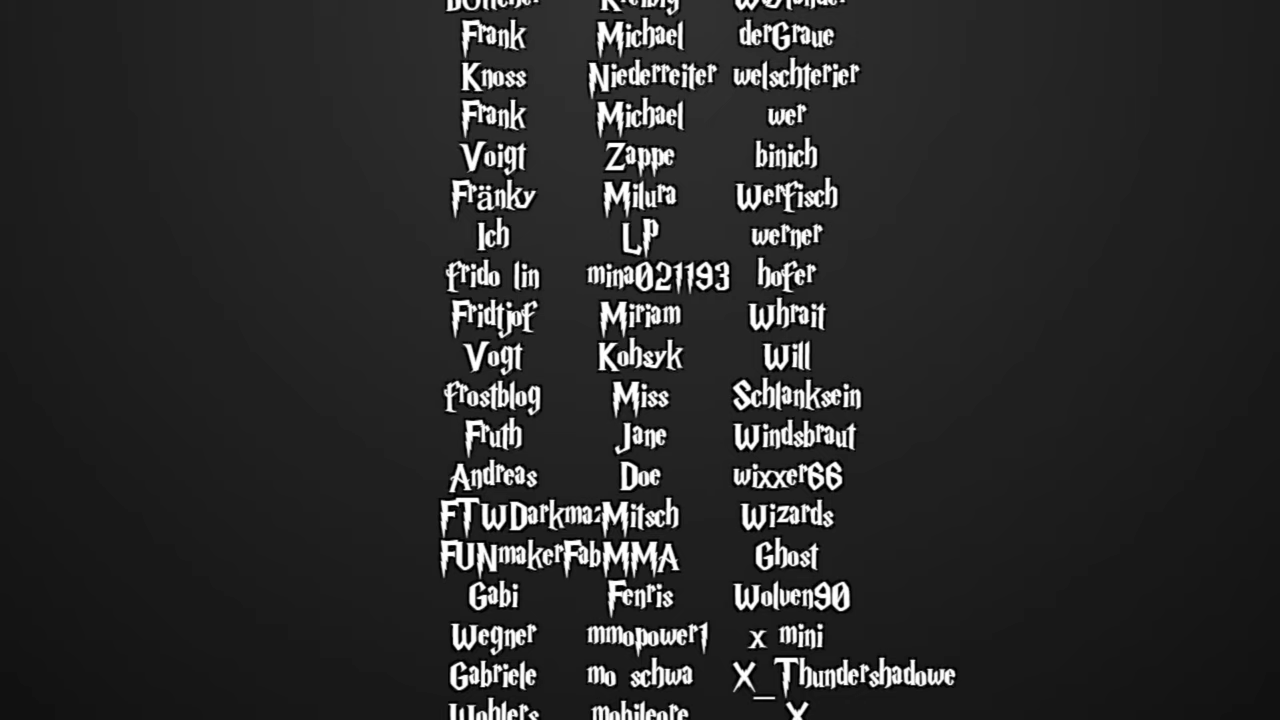 Frank Michael derGraue
Knoss Niederreiter welschterier
Frank Michael wer
Voigt Zappe binich
Fränky Milura Werfisch
Ich LP werner
frido lin mina021193 hofer
Fridtjof Miriam Whrait
Vogt Kohsyk Will
frostblog Miss Schlanksein
Fruth Jane Windsbraut
Andreas Doe wixxer66
Mitsch Wizards
MMA Ghost
Gabi Fenris Wolven90
Wegner mmopower1 x mini
Gabriele mo schwa X_Thundershadowe
Wohlers X